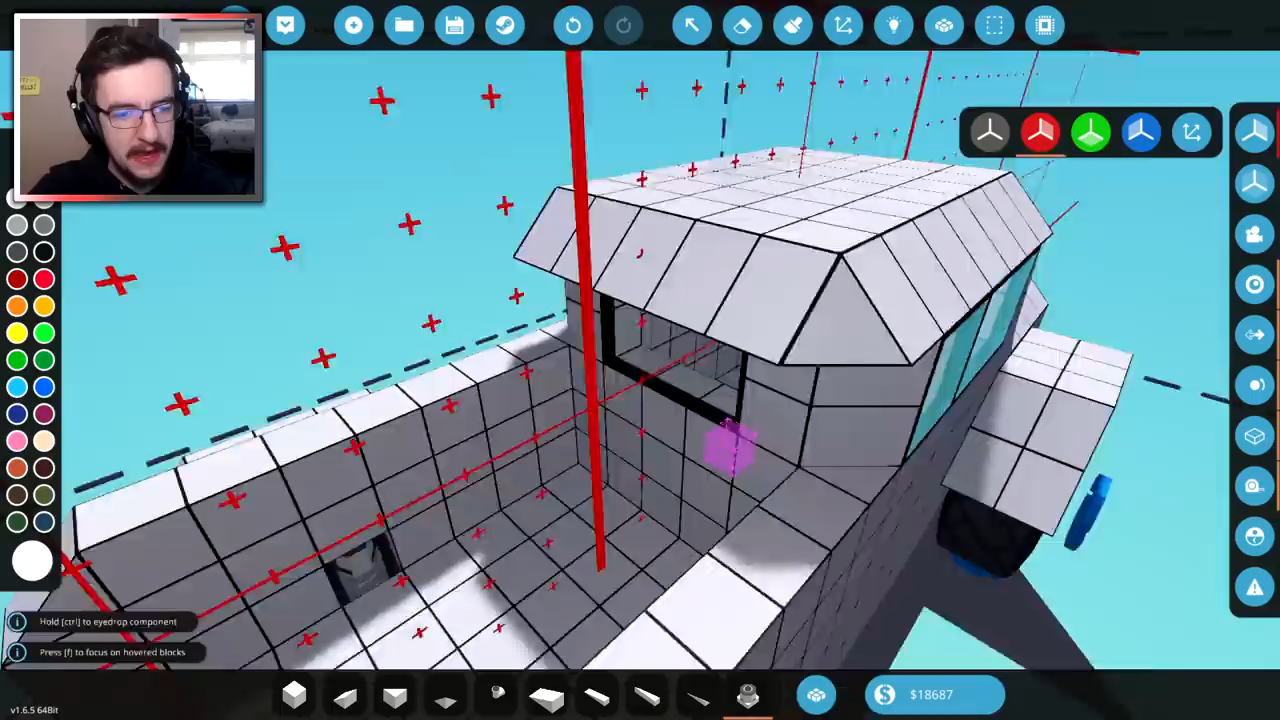 Hold [ctrl] to eyedrop component
Press [f] to focus on hovered blocks
$18687
v1.6.5 64Bit